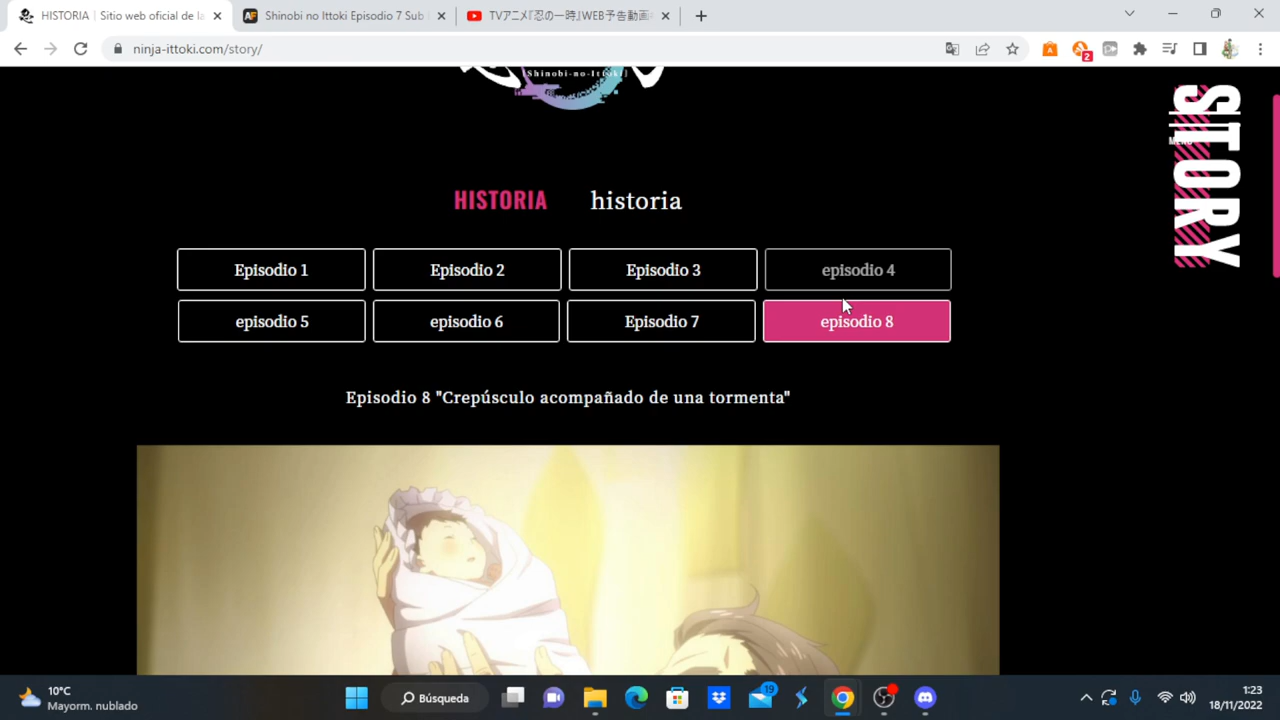 HISTORIA | Sitio web oficial de la
Shinobi no Ittoki Episodio 7 Sub
TVアニメ『忍の一時』WEB予告動画
ninja-ittoki.com/story/
2
[Shinobi-no-Ittoki]
STORY
MENU
HISTORIA historia
Episodio 1 Episodio 2 Episodio 3 episodio 4
episodio 5 episodio 6 Episodio 7 episodio 8
Episodio 8 "Crepúsculo acompañado de una tormenta"
10°C
Mayorm. nublado
Búsqueda
19
1:23
18/11/2022